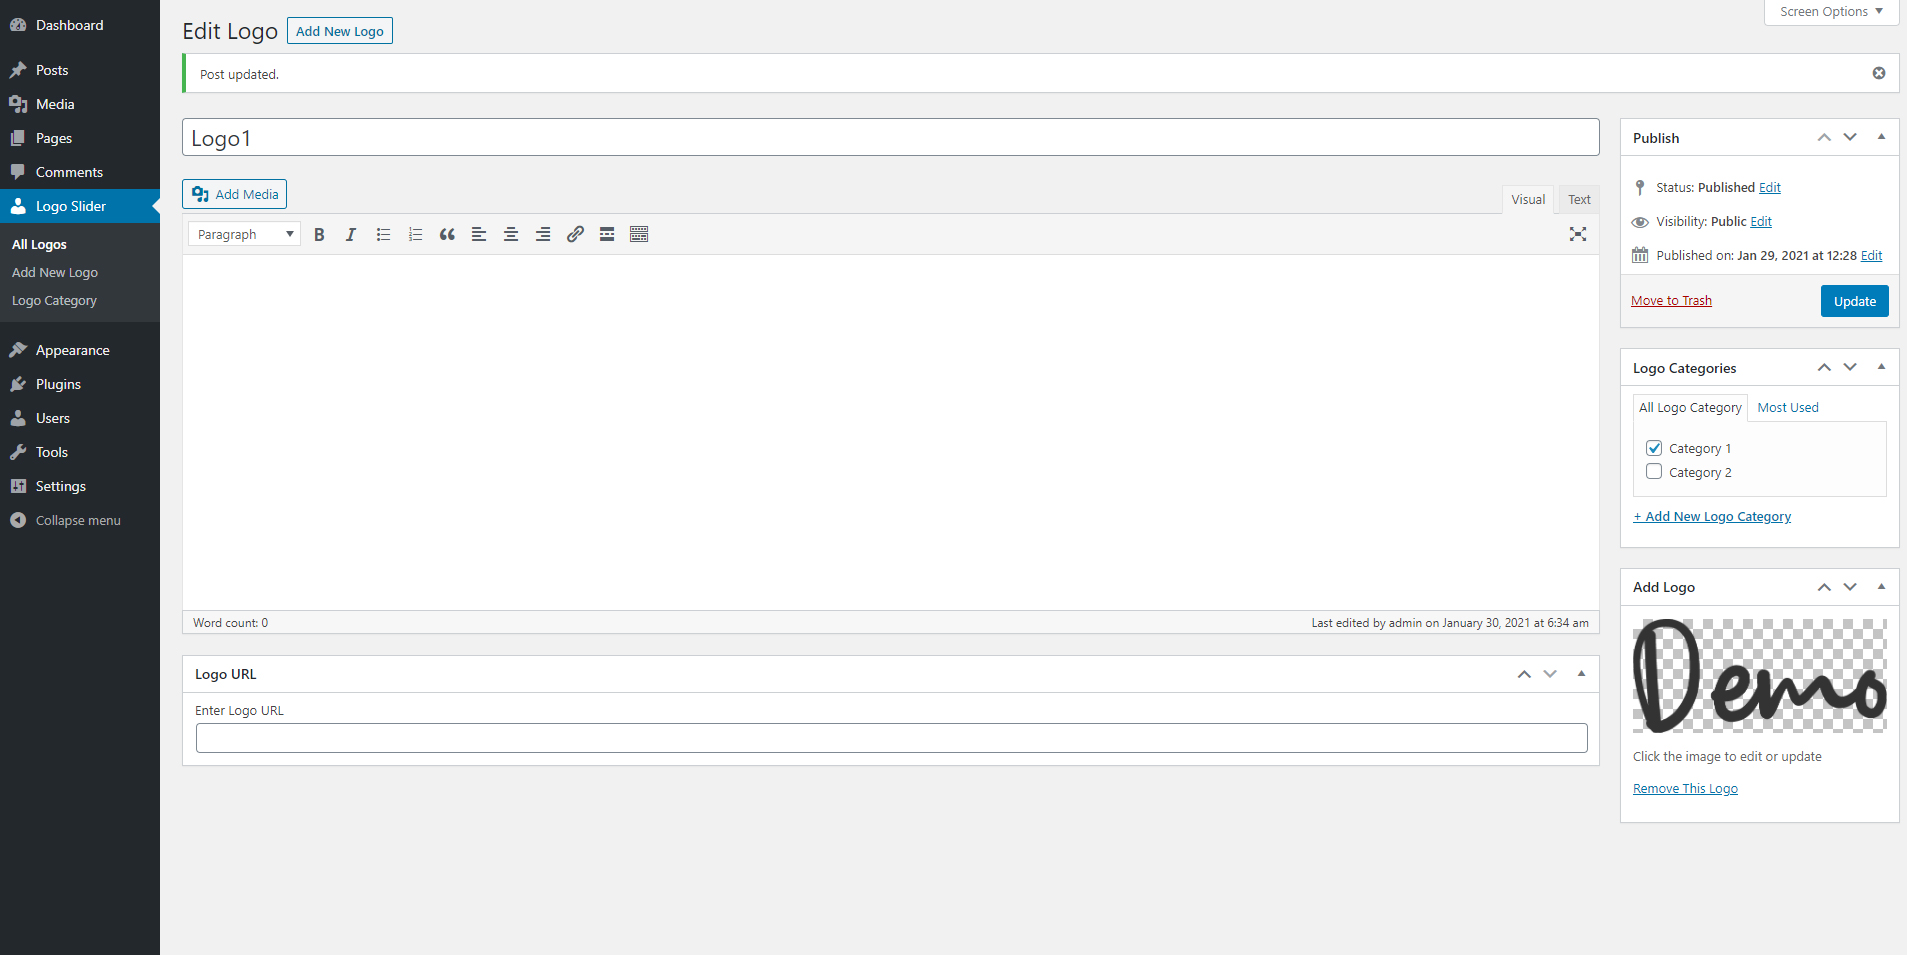 Dashboard
Posts
Media
Pages
Comments
Logo Slider
All Logos
Add New Logo
Logo Category
Appearance
Plugins
Users
Tools
Settings
Collapse menu
Screen Options
Edit Logo
Add New Logo
Post updated.
Logo1
Add Media
Visual
Text
Paragraph
B
I
Word count: 0
Last edited by admin on January 30, 2021 at 6:34 am
Logo URL
Enter Logo URL
Publish
Status: Published Edit
Visibility: Public Edit
Published on: Jan 29, 2021 at 12:28 Edit
Move to Trash
Update
Logo Categories
All Logo Category
Most Used
Category 1
Category 2
+ Add New Logo Category
Add Logo
Demo
Click the image to edit or update
Remove This Logo